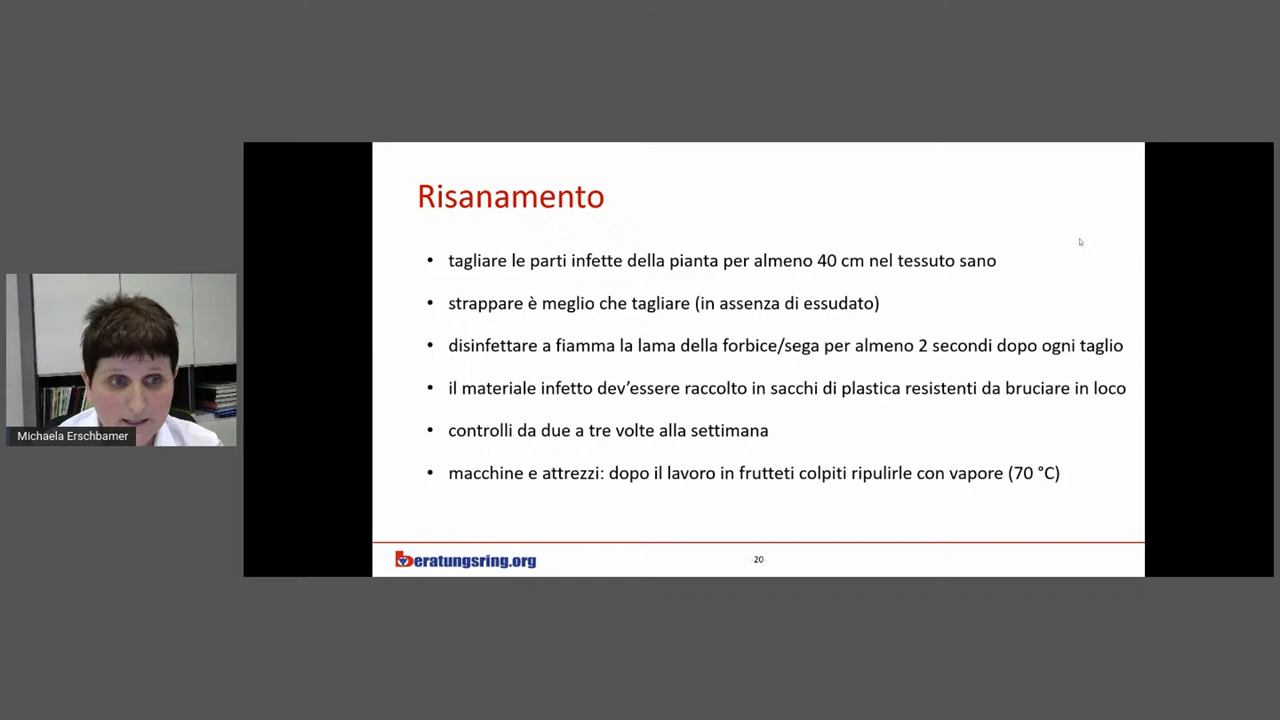 Risanamento
• tagliare le parti infette della pianta per almeno 40 cm nel tessuto sano
• strappare è meglio che tagliare (in assenza di essudato)
• disinfettare a fiamma la lama della forbice/sega per almeno 2 secondi dopo ogni taglio
• il materiale infetto dev’essere raccolto in sacchi di plastica resistenti da bruciare in loco
• controlli da due a tre volte alla settimana
• macchine e attrezzi: dopo il lavoro in frutteti colpiti ripulirle con vapore (70 °C)
Michaela Erschbamer
beratungsring.org
20